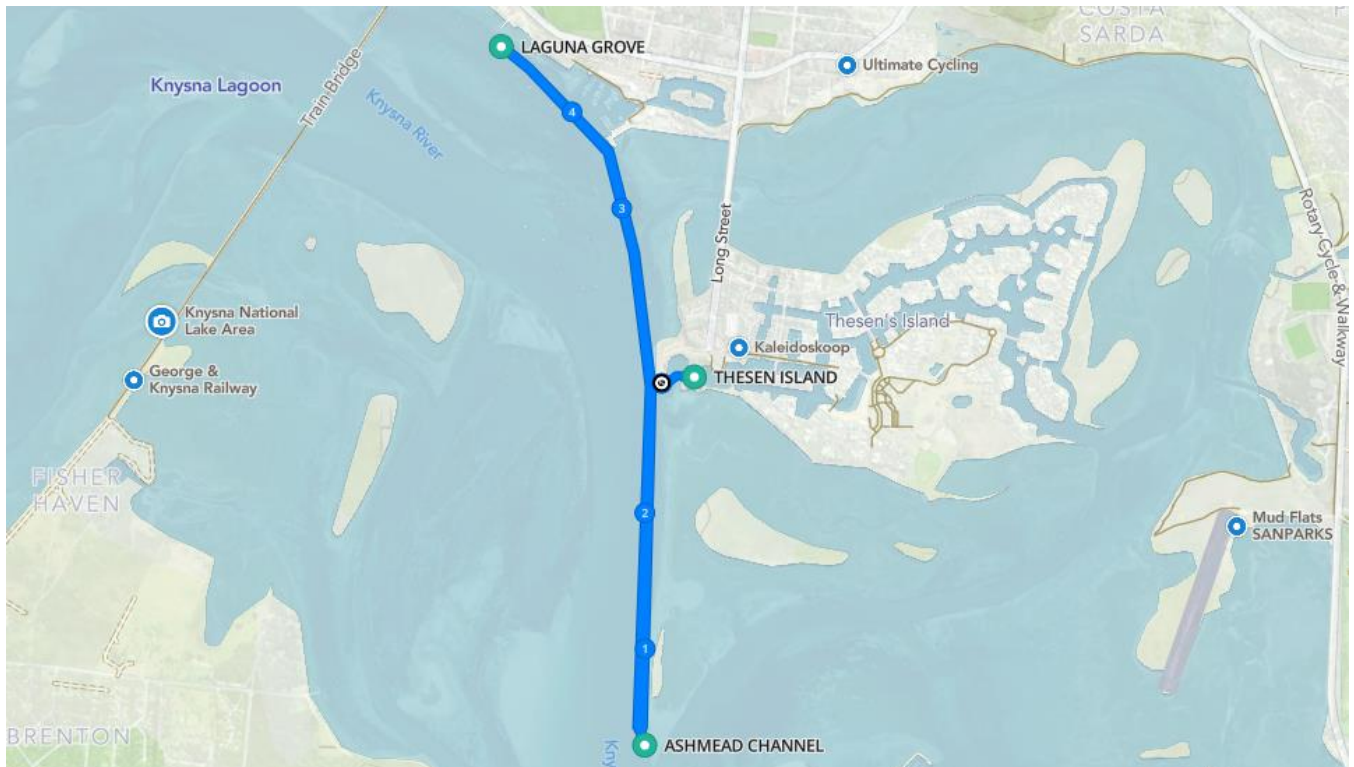 COSTA
SARDA
LAGUNA GROVE
Ultimate Cycling
Knysna Lagoon
Train Bridge
Knysna River
4
3
Long Street
Rotary Cycle & Walkway
Knysna National
Lake Area
Thesen's Island
Kaleidoskoop
George &
Knysna Railway
THESEN ISLAND
FISHER
HAVEN
2
Mud Flats
SANPARKS
1
BRENTON
ASHMEAD CHANNEL
Kny